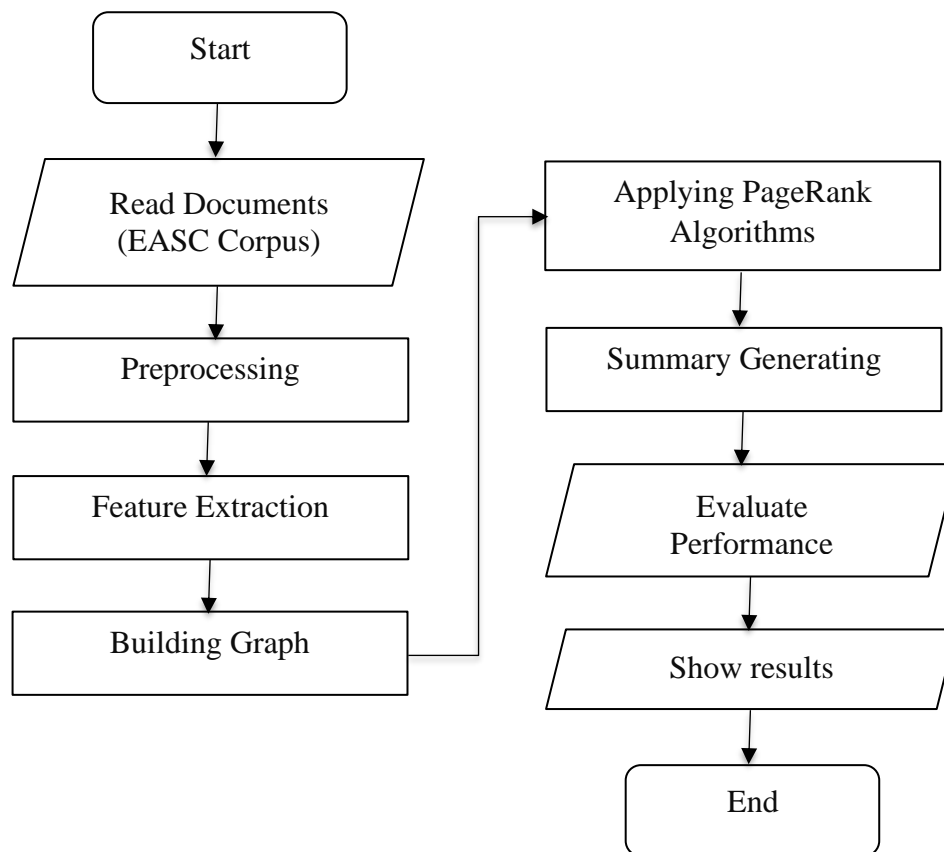 Start
Read Documents
(EASC Corpus)
Preprocessing
Feature Extraction
Building Graph
Applying PageRank
Algorithms
Summary Generating
Evaluate
Performance
Show results
End